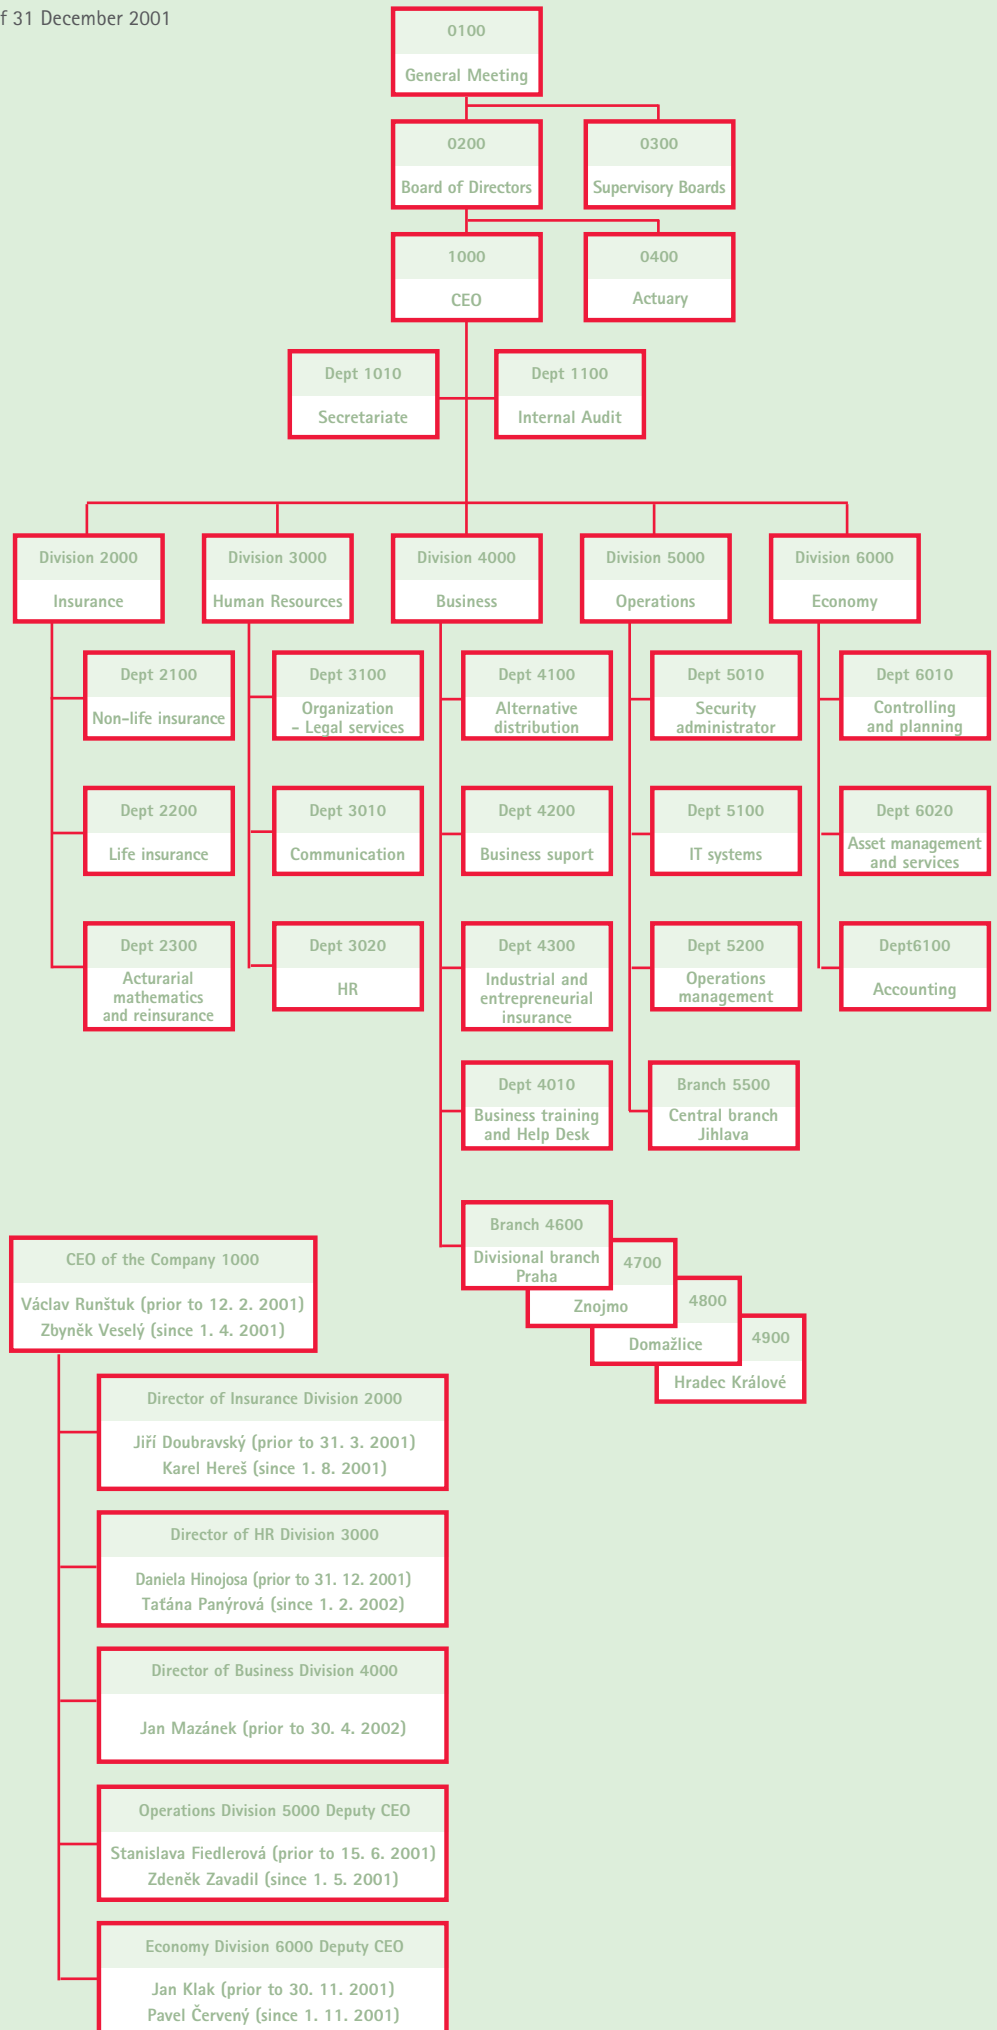 f 31 December 2001
0100
General Meeting
0200
Board of Directors
0300
Supervisory Boards
1000
CEO
0400
Actuary
Dept 1010
Secretariate
Dept 1100
Internal Audit
Division 2000
Insurance
Division 3000
Human Resources
Division 4000
Business
Division 5000
Operations
Division 6000
Economy
Dept 2100
Non-life insurance
Dept 3100
Organization
- Legal services
Dept 4100
Alternative
distribution
Dept 5010
Security
administrator
Dept 6010
Controlling
and planning
Dept 2200
Life insurance
Dept 3010
Communication
Dept 4200
Business suport
Dept 5100
IT systems
Dept 6020
Asset management
and services
Dept 2300
Acturarial
mathematics
and reinsurance
Dept 3020
HR
Dept 4300
Industrial and
entrepreneurial
insurance
Dept 5200
Operations
management
Dept6100
Accounting
Dept 4010
Business training
and Help Desk
Branch 5500
Central branch
Jihlava
Branch 4600
Divisional branch
Praha
4700
Znojmo
4800
Domažlice
4900
Hradec Králové
CEO of the Company 1000
Václav Runštuk (prior to 12. 2. 2001)
Zbyněk Veselý (since 1. 4. 2001)
Director of Insurance Division 2000
Jiří Doubravský (prior to 31. 3. 2001)
Karel Hereš (since 1. 8. 2001)
Director of HR Division 3000
Daniela Hinojosa (prior to 31. 12. 2001)
Taťána Panýrová (since 1. 2. 2002)
Director of Business Division 4000
Jan Mazánek (prior to 30. 4. 2002)
Operations Division 5000 Deputy CEO
Stanislava Fiedlerová (prior to 15. 6. 2001)
Zdeněk Zavadil (since 1. 5. 2001)
Economy Division 6000 Deputy CEO
Jan Klak (prior to 30. 11. 2001)
Pavel Červený (since 1. 11. 2001)